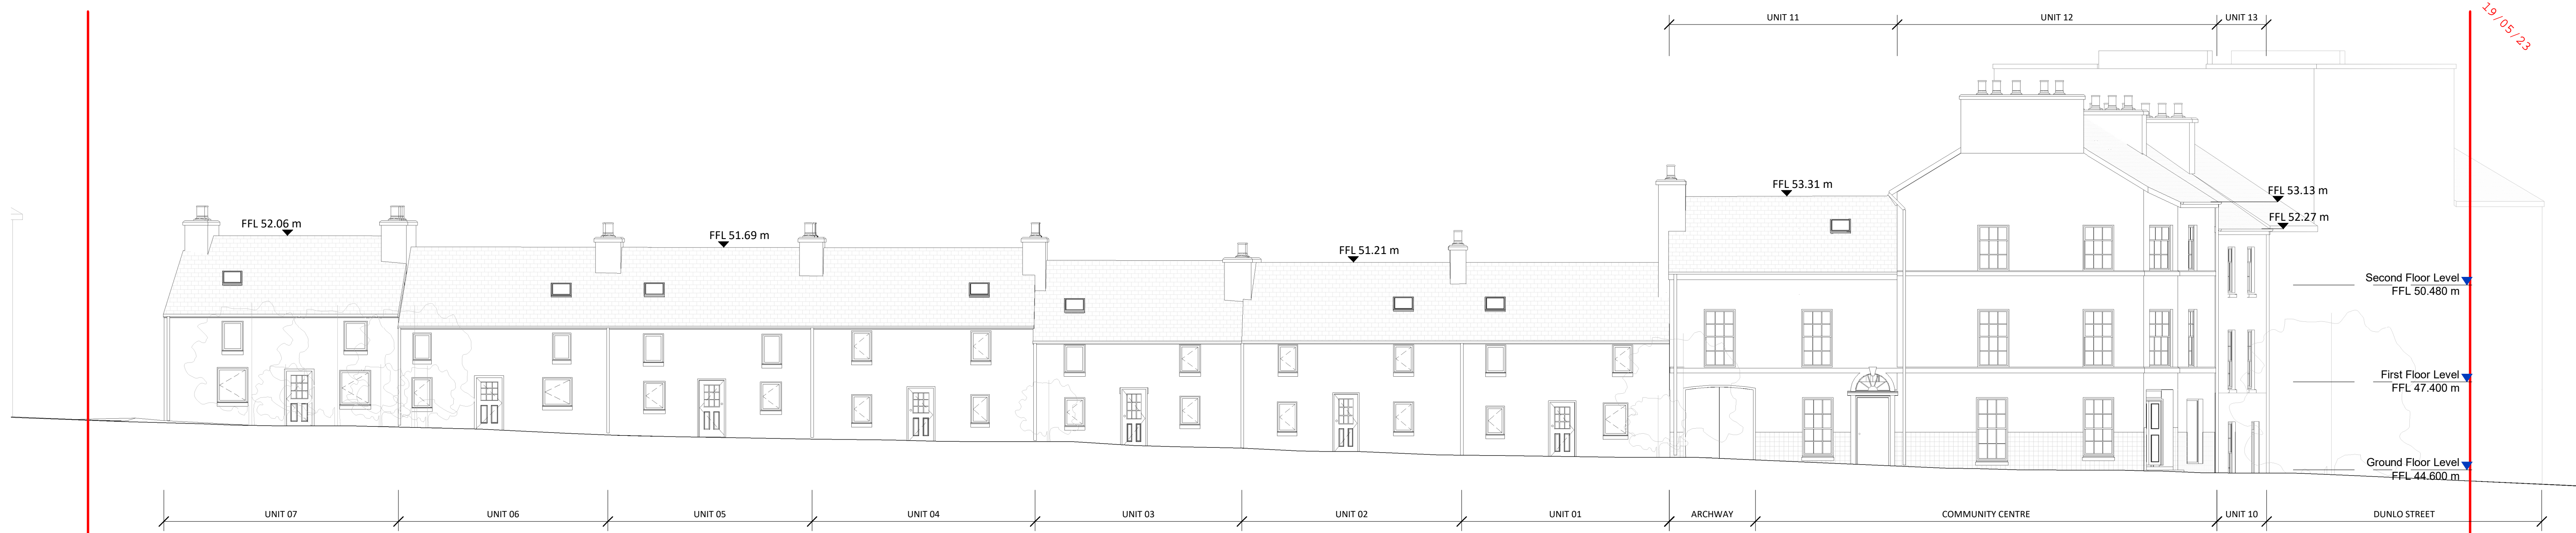 UNIT 11
UNIT 12
UNIT 13
19/05/23
FFL 53.31 m
FFL 53.13 m
FFL 52.27 m
FFL 52.06 m
FFL 51.69 m
FFL 51.21 m
Second Floor Level
FFL 50.480 m
First Floor Level
FFL 47.400 m
Ground Floor Level
FFL 44.600 m
UNIT 07
UNIT 06
UNIT 05
UNIT 04
UNIT 03
UNIT 02
UNIT 01
ARCHWAY
COMMUNITY CENTRE
UNIT 10
DUNLO STREET